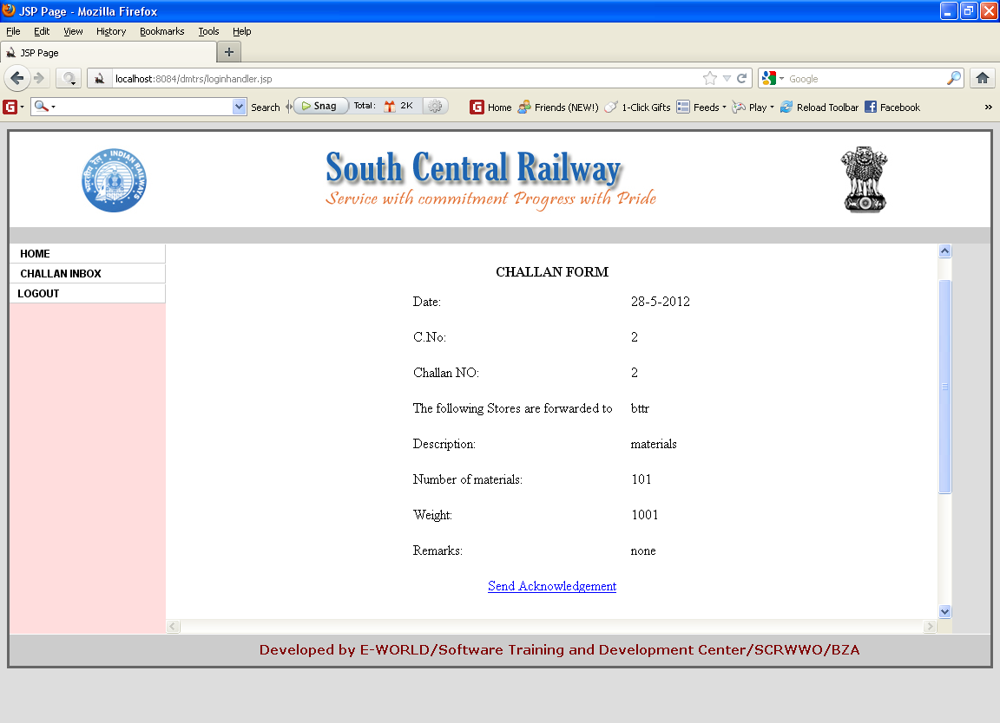 JSP Page - Mozilla Firefox
File Edit View History Bookmarks Tools Help
JSP Page
localhost:8084/dmtrs/loginhandler.jsp
Google
Search Snag Total: 2K Home Friends (NEW!) 1-Click Gifts Feeds Play Reload Toolbar Facebook »
INDIAN RAILWAYS
South Central Railway
Service with commitment Progress with Pride
HOME
CHALLAN INBOX
LOGOUT
CHALLAN FORM
Date: 28-5-2012
C.No: 2
Challan NO: 2
The following Stores are forwarded to bttr
Description: materials
Number of materials: 101
Weight: 1001
Remarks: none
Send Acknowledgement
Developed by E-WORLD/Software Training and Development Center/SCRWWO/BZA